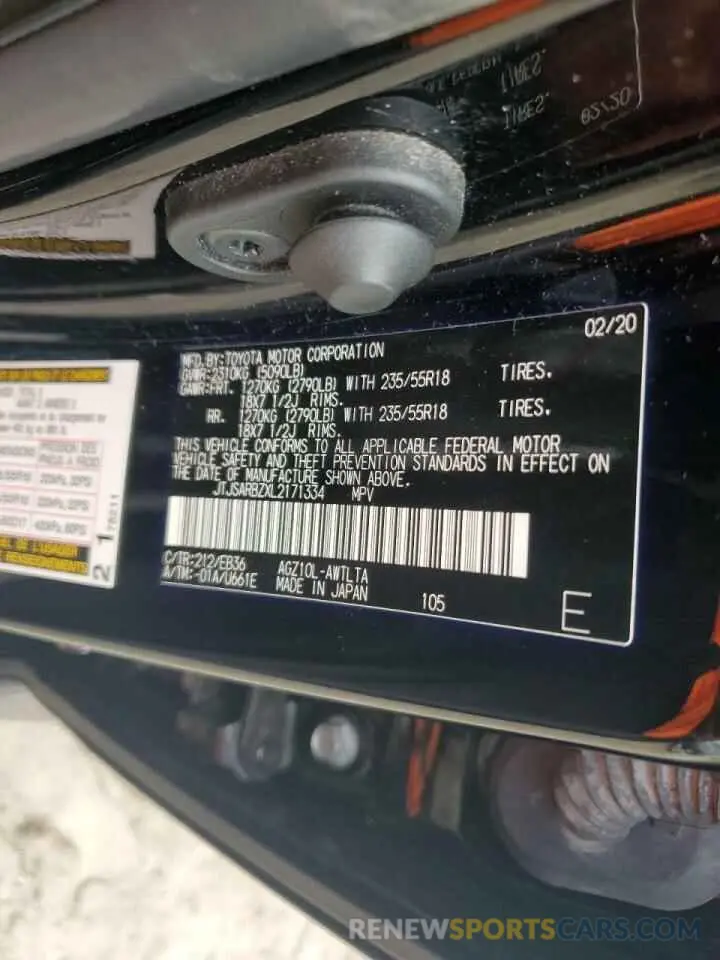 02/20
MFD. BY: TOYOTA MOTOR CORPORATION
GVWR: 2310KG (5090LB)
GAWR: FRT. 1270KG (2790LB) WITH 235/55R18 TIRES.
18X7 1/2J RIMS.
RR. 1270KG (2790LB) WITH 235/55R18 TIRES.
18X7 1/2J RIMS.
THIS VEHICLE CONFORMS TO ALL APPLICABLE FEDERAL MOTOR
VEHICLE SAFETY AND THEFT PREVENTION STANDARDS IN EFFECT ON
THE DATE OF MANUFACTURE SHOWN ABOVE.
JTJSARBZXL2171334 MPV
C/TR: 212/EB36 AGZ10L-AWTLTA
A/TM: -01A/U661E MADE IN JAPAN
105
E
RENEWSPORTSCARS.COM